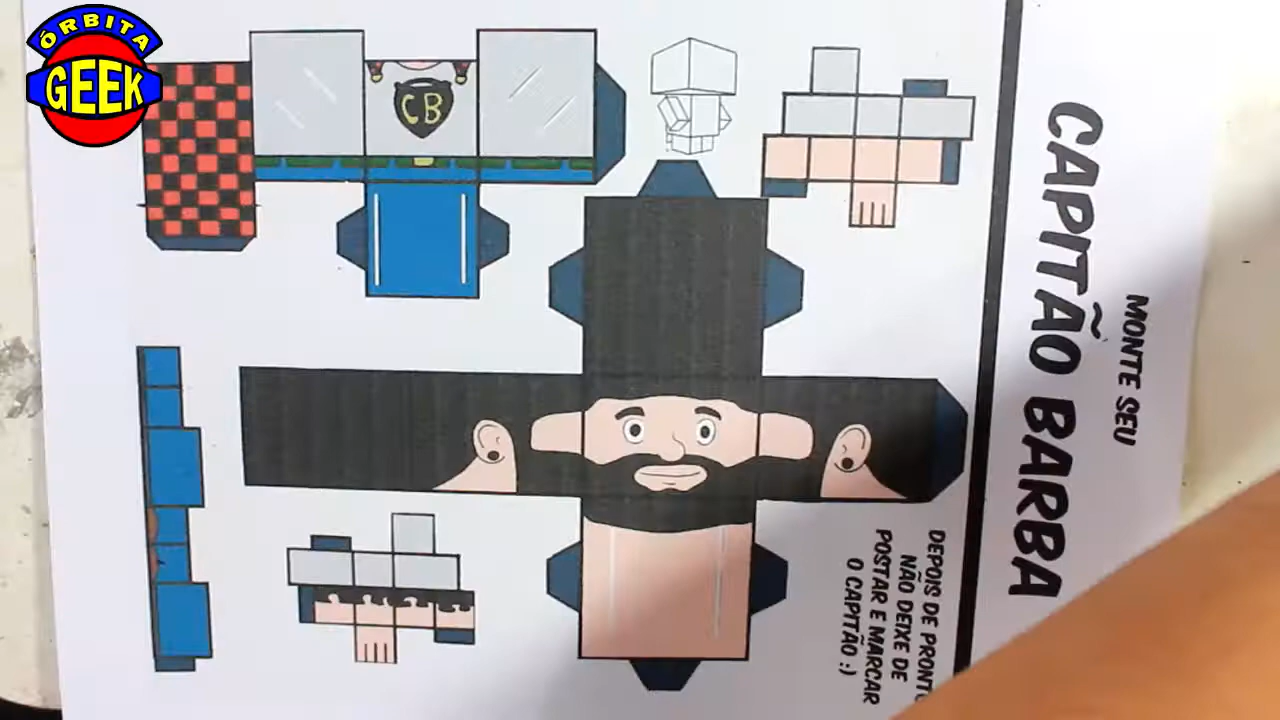 ÓRBITA
GEEK
CB
MONTE SEU
CAPITÃO BARBA
DEPOIS DE PRONTO
NÃO DEIXE DE
POSTAR E MARCAR
O CAPITÃO :)